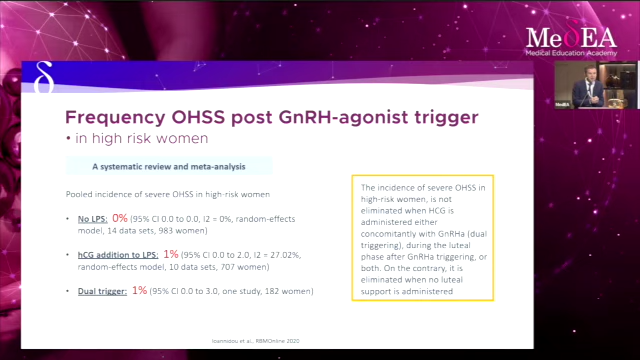 MedEA
Medical Education Academy
MedEA
Frequency OHSS post GnRH-agonist trigger
• in high risk women
A systematic review and meta-analysis
Pooled incidence of severe OHSS in high-risk women
• No LPS: 0% (95% CI 0.0 to 0.0, I2 = 0%, random-effects
model, 14 data sets, 983 women)
• hCG addition to LPS: 1% (95% CI 0.0 to 2.0, I2 = 27.02%,
random-effects model, 10 data sets, 707 women)
• Dual trigger: 1% (95% CI 0.0 to 3.0, one study, 182 women)
The incidence of severe OHSS in
high-risk women, is not
eliminated when HCG is
administered either
concomitantly with GnRHa (dual
triggering), during the luteal
phase after GnRHa triggering, or
both. On the contrary, it is
eliminated when no luteal
support is administered
Ioannidou et al., RBMOnline 2020